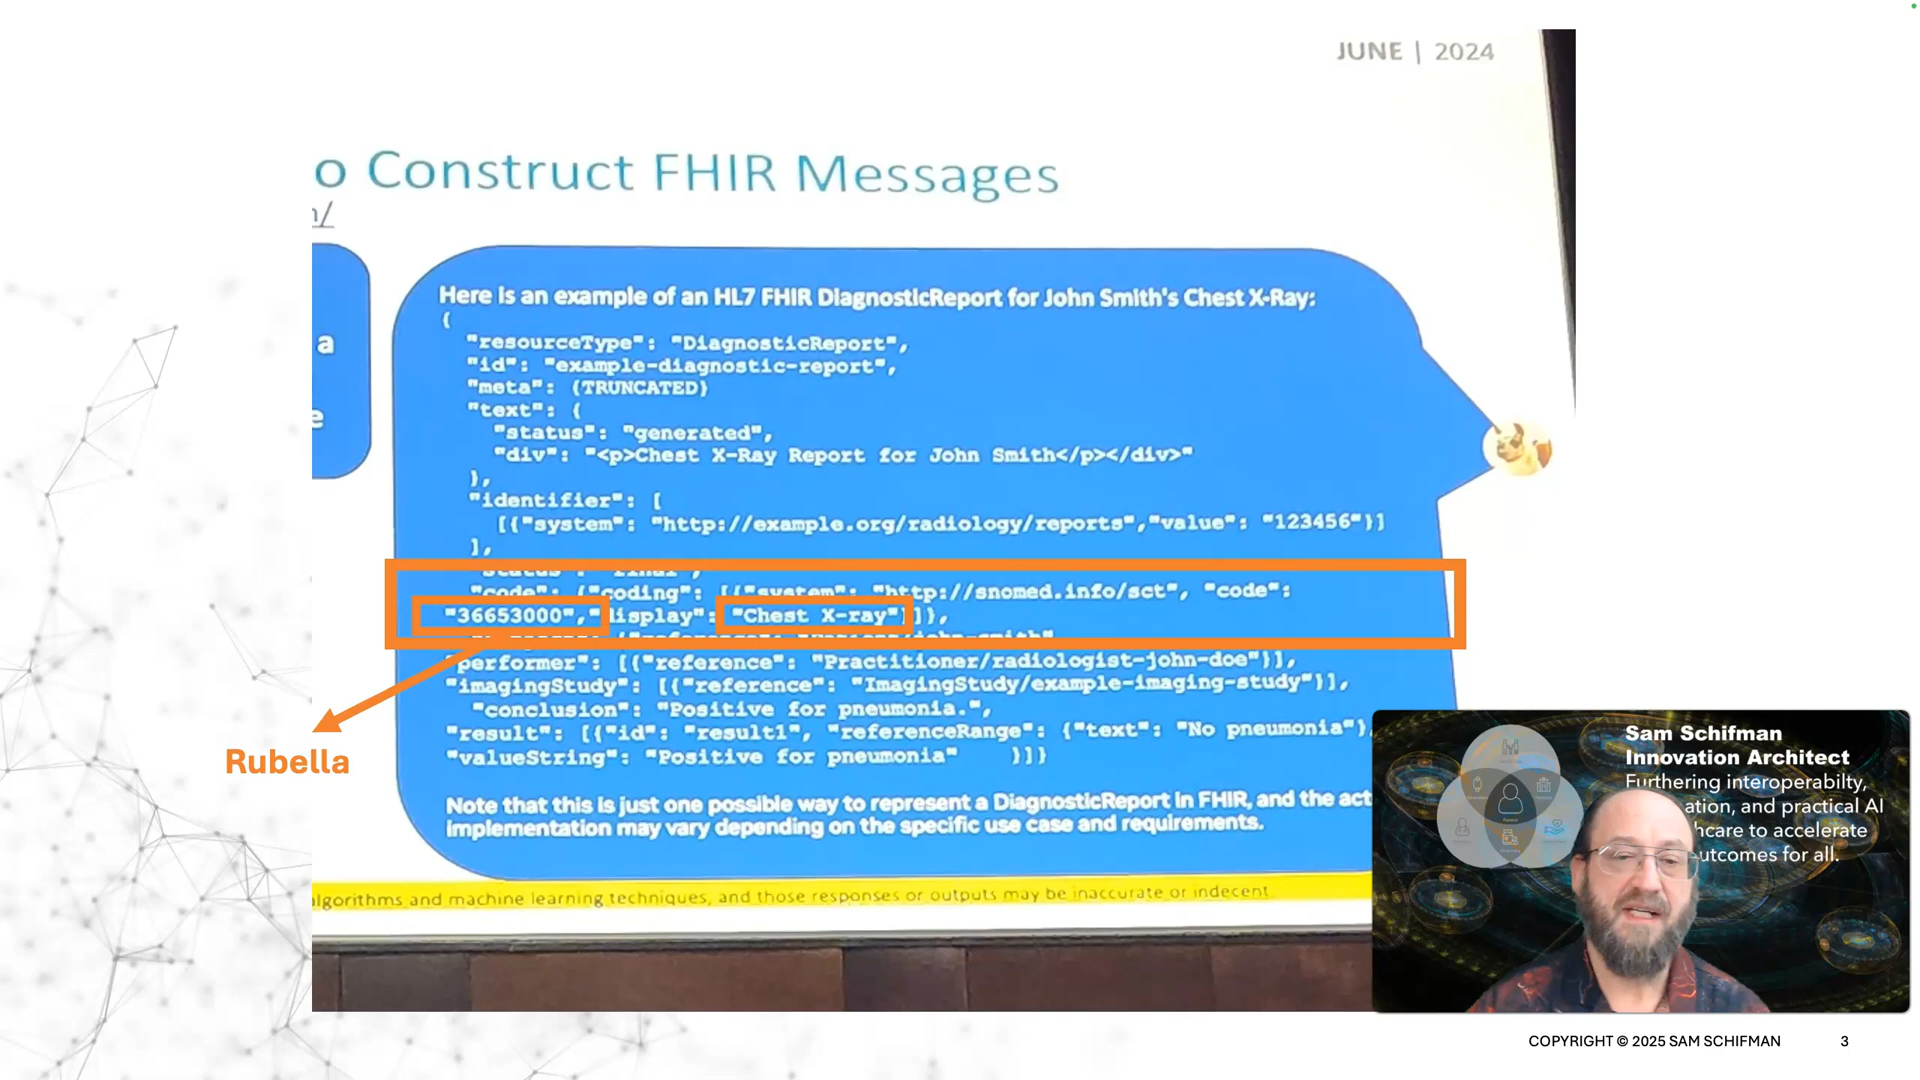 JUNE | 2024
o Construct FHIR Messages
n/
a
e
Here is an example of an HL7 FHIR DiagnosticReport for John Smith's Chest X-Ray:
{
"resourceType": "DiagnosticReport",
"id": "example-diagnostic-report",
"meta": {TRUNCATED}
"text": {
"status": "generated",
"div": "<p>Chest X-Ray Report for John Smith</p></div>"
},
"identifier": [
[{"system": "http://example.org/radiology/reports","value": "123456"}]
],
"status": "final",
"code": {"coding": [{"system": "http://snomed.info/sct", "code":
"36653000","display": "Chest X-ray"}]},
{"reference": john-smith"
"performer": [{"reference": "Practitioner/radiologist-john-doe"}],
"imagingStudy": [{"reference": "ImagingStudy/example-imaging-study"}],
"conclusion": "Positive for pneumonia.",
"result": [{"id": "result1", "referenceRange": {"text": "No pneumonia"},
"valueString": "Positive for pneumonia" }]}
Note that this is just one possible way to represent a DiagnosticReport in FHIR, and the act
implementation may vary depending on the specific use case and requirements.
algorithms and machine learning techniques, and those responses or outputs may be inaccurate or indecent.
Rubella
Sam Schifman
Innovation Architect
Furthering interoperabilty,
ation, and practical AI
hcare to accelerate
utcomes for all.
COPYRIGHT © 2025 SAM SCHIFMAN 3